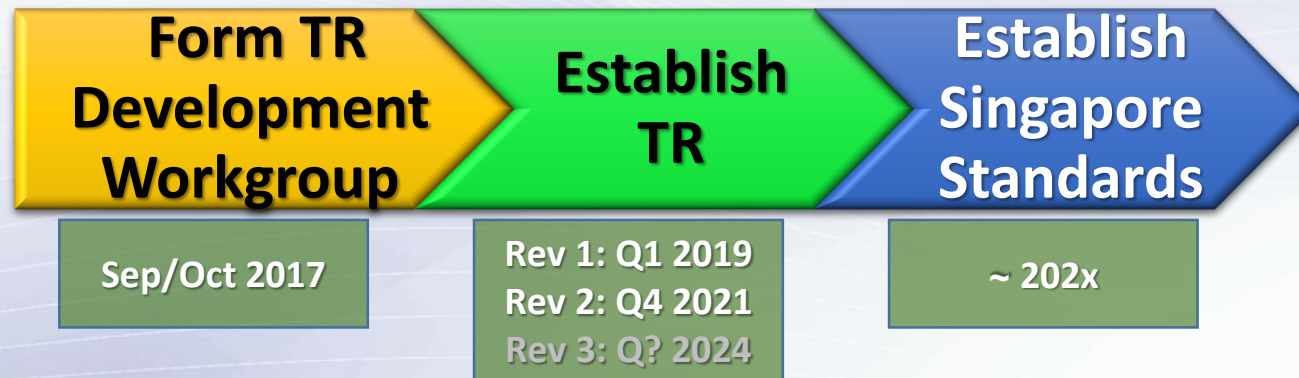 Form TR
Development
Workgroup
Establish
TR
Establish
Singapore
Standards
Sep/Oct 2017
Rev 1: Q1 2019
Rev 2: Q4 2021
Rev 3: Q? 2024
~ 202x